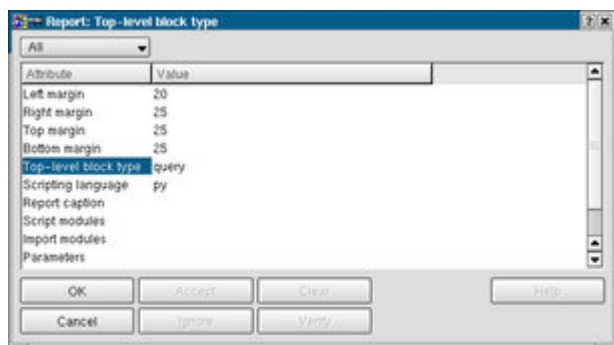 Report: Top-level block type
All
Attribute Value
Left margin 20
Right margin 25
Top margin 25
Bottom margin 25
Top-level block type query
Scripting language py
Report caption
Script modules
Import modules
Parameters
OK Accept Clear Help
Cancel Ignore Verify